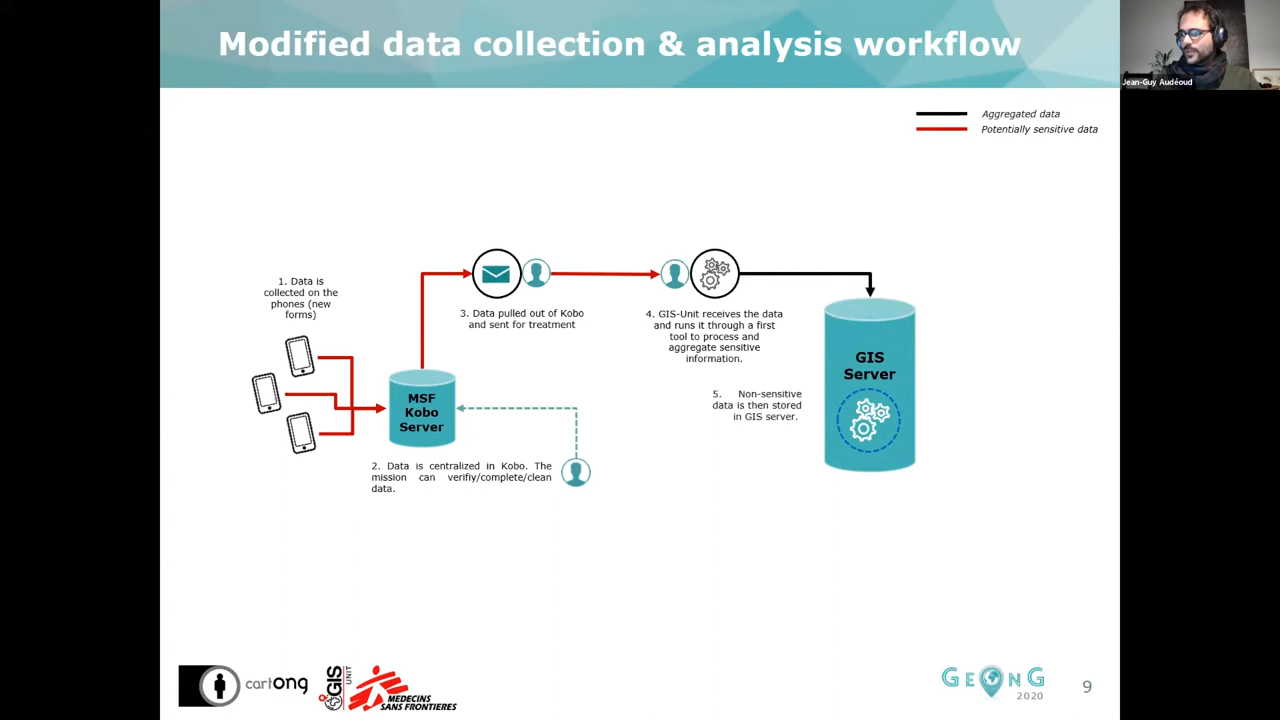 Modified data collection & analysis workflow
Jean-Guy Audéoud
Aggregated data
Potentially sensitive data
1. Data is
collected on the
phones (new
forms)
3. Data pulled out of Kobo
and sent for treatment
4. GIS-Unit receives the data
and runs it through a first
tool to process and
aggregate sensitive
information.
GIS
Server
MSF
Kobo
Server
5. Non-sensitive
data is then stored
in GIS server.
2. Data is centralized in Kobo. The
mission can verifiy/complete/clean
data.
cartONG
GIS
UNIT
MEDECINS
SANS FRONTIERES
GEONG
2020
9